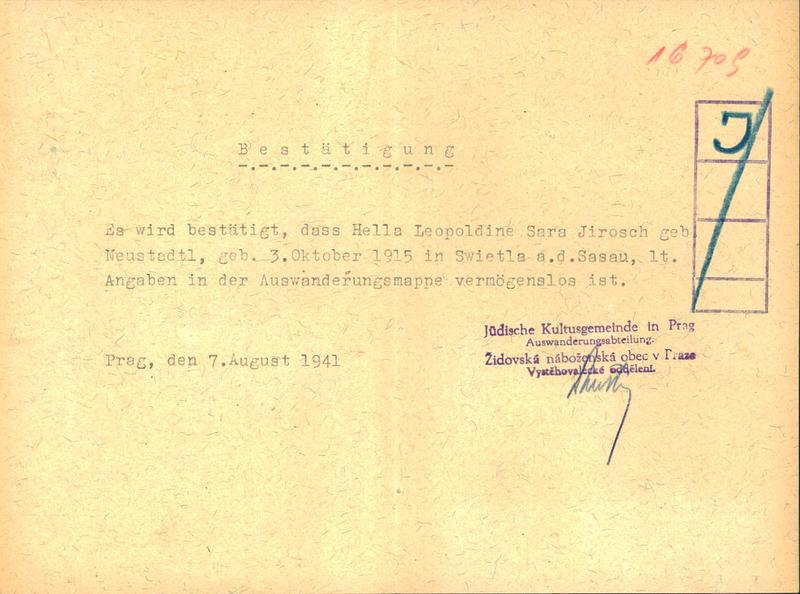 16 709
J
Bestätigung
Es wird bestätigt, dass Hella Leopoldine Sara Jirosch geb.
Neustadtl, geb. 3.Oktober 1915 in Swietla a.d.Sasau, lt.
Angaben in der Auswanderungsmappe vermögenslos ist.
Jüdische Kultusgemeinde in Prag
Auswanderungsabteilung.
Židovská náboženská obec v Praze
Vystěhovalecké oddělení.
Prag, den 7.August 1941